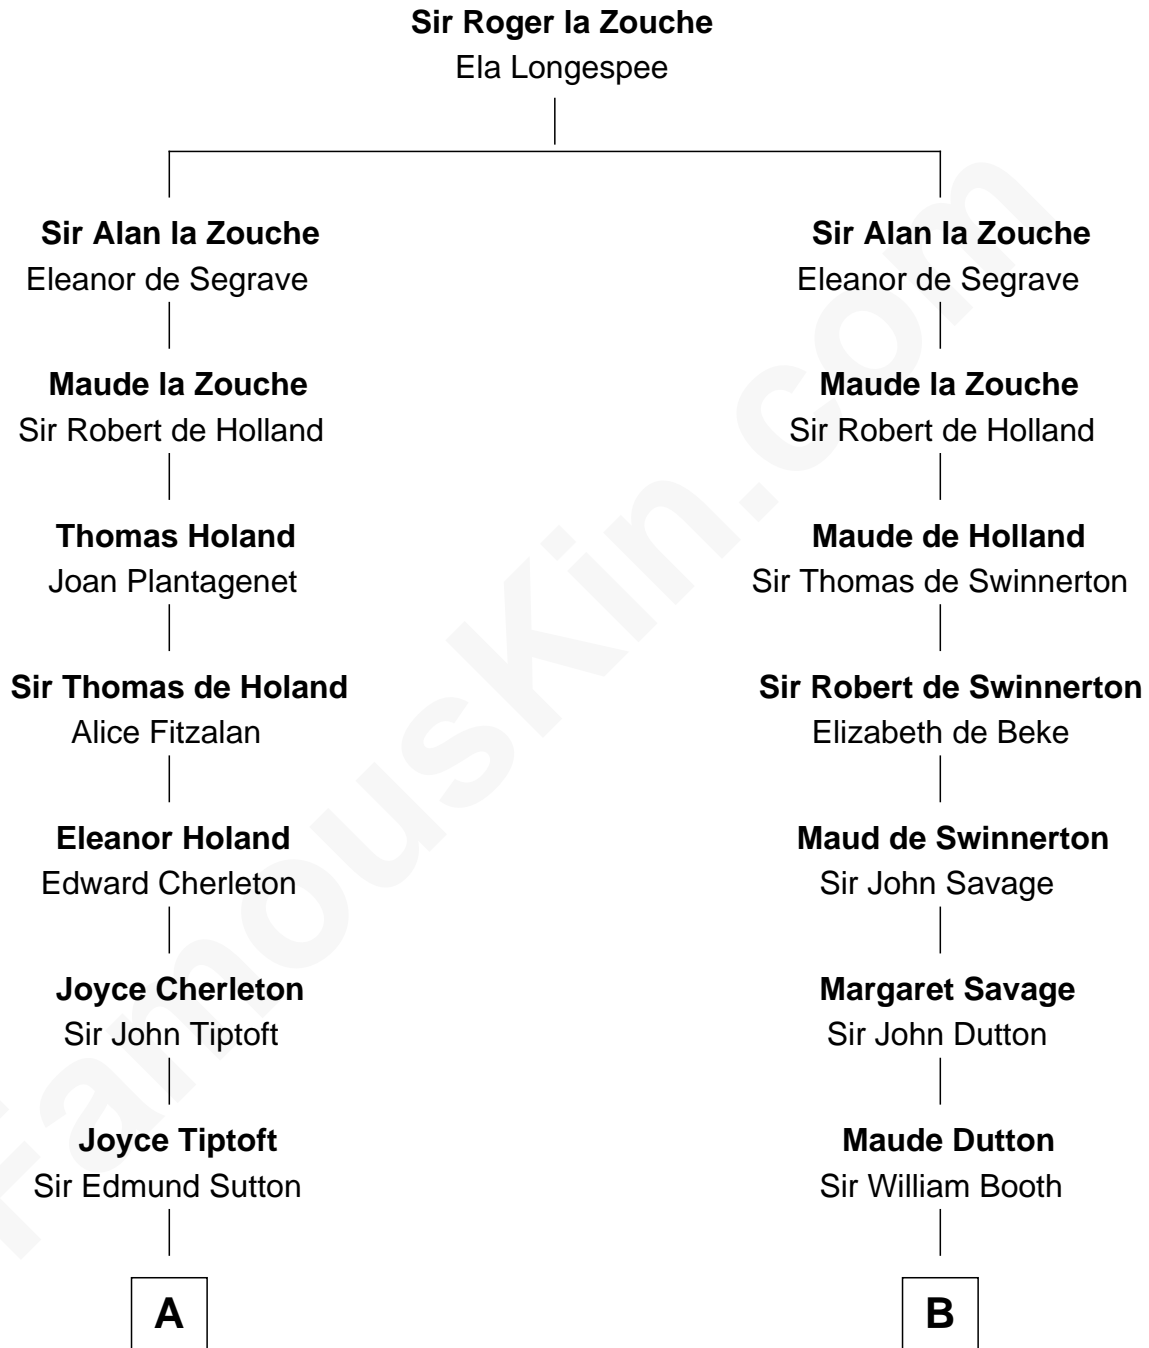 Sir Roger la Zouche
Ela Longespee
Sir Alan la Zouche
Eleanor de Segrave
Sir Alan la Zouche
Eleanor de Segrave
Maude la Zouche
Sir Robert de Holland
Maude la Zouche
Sir Robert de Holland
Thomas Holand
Joan Plantagenet
Maude de Holland
Sir Thomas de Swinnerton
Sir Thomas de Holand
Alice Fitzalan
Sir Robert de Swinnerton
Elizabeth de Beke
Eleanor Holand
Edward Cherleton
Maud de Swinnerton
Sir John Savage
Joyce Cherleton
Sir John Tiptoft
Margaret Savage
Sir John Dutton
Joyce Tiptoft
Sir Edmund Sutton
Maude Dutton
Sir William Booth
A
B
FamousKin.com